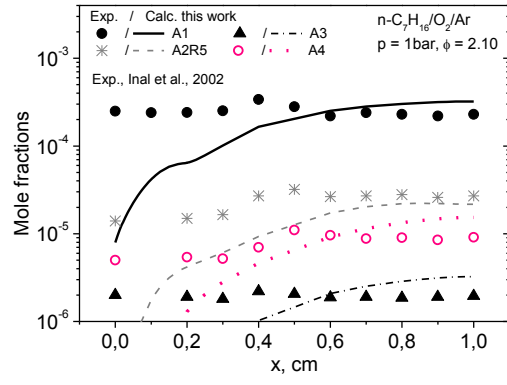 Exp. / Calc. this work
/ A1 / A3
/ A2R5 / A4
n-C₇H₁₆/O₂/Ar
p = 1bar, ϕ = 2.10
Exp., Inal et al., 2002
10⁻³
10⁻⁴
10⁻⁵
10⁻⁶
Mole fractions
0,0 0,2 0,4 0,6 0,8 1,0
x, cm